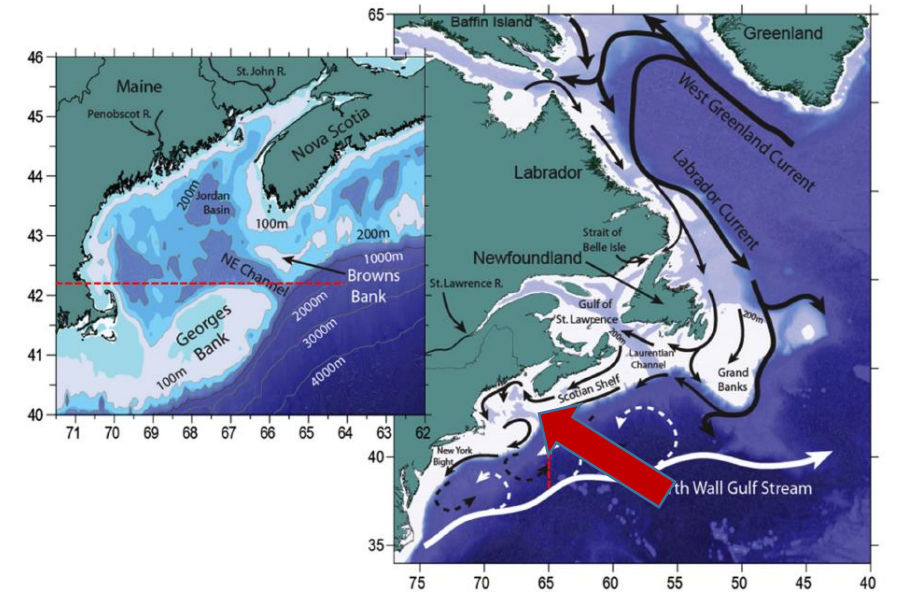 46
45
44
43
42
41
40
71
70
69
68
67
66
65
64
63
62
Maine
St.John R.
Penobscot R.
Nova Scotia
200m
Jordan
Basin
100m
200m
NE Channel
1000m
Browns
Bank
2000m
3000m
4000m
Georges
Bank
100m
65
40
35
75
70
65
60
55
50
45
40
Baffin Island
Greenland
West Greenland Current
Labrador Current
Labrador
Strait of
Belle Isle
Newfoundland
St.Lawrence R.
Gulf of
St. Lawrence
200m
200m
Laurentian
Channel
Grand
Banks
Scotian Shelf
New York
Bight
th Wall Gulf Stream